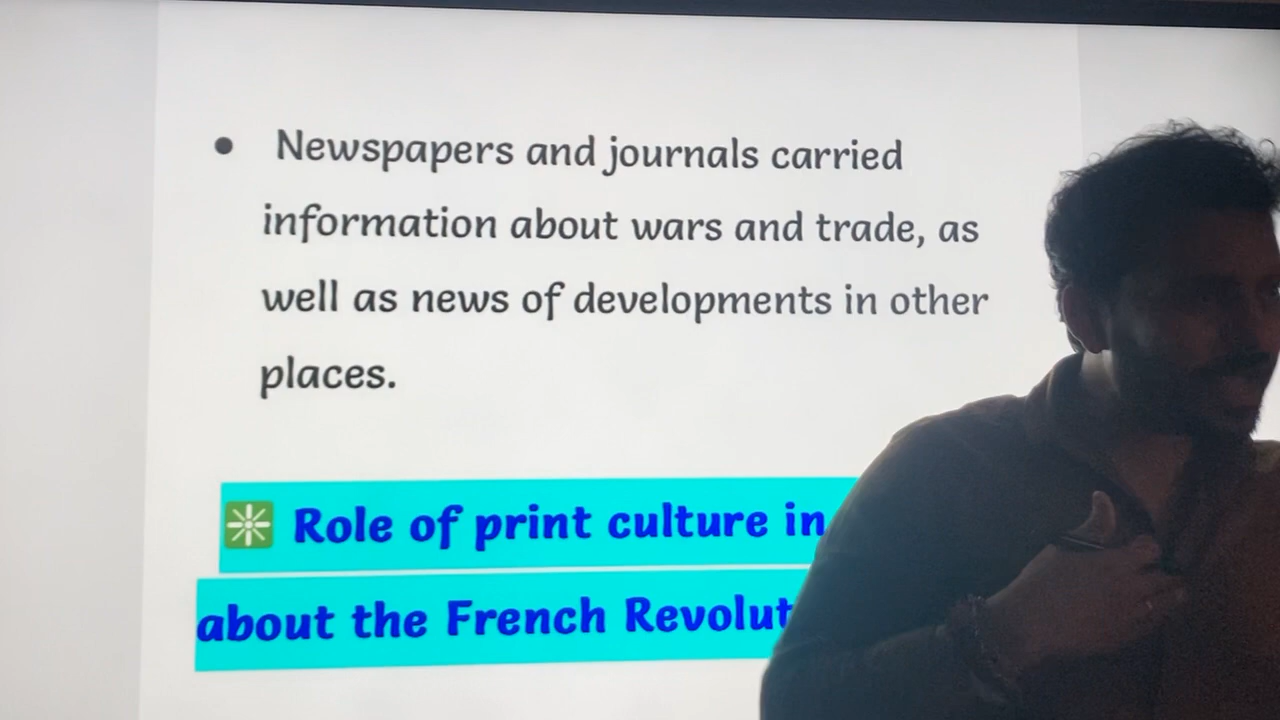 ● Newspapers and journals carried
information about wars and trade, as
well as news of developments in other
places.
Role of print culture in
about the French